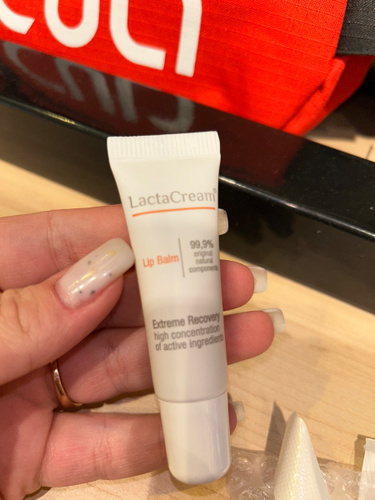 LactaCream®
Lip Balm
99,9%
original
natural
components
Extreme Recovery
high concentration
of active ingredients